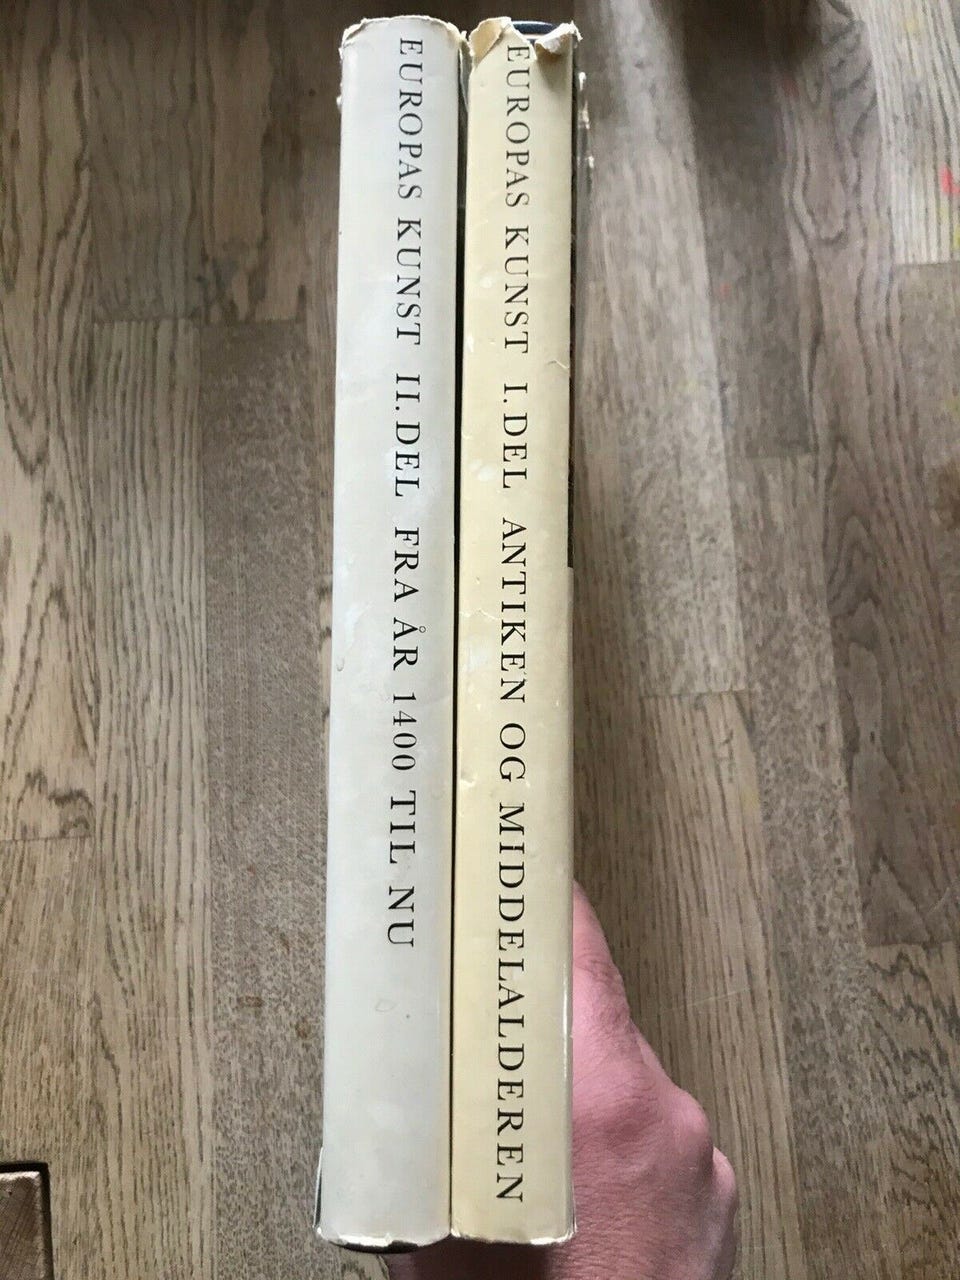 EUROPAS KUNST II. DEL FRA ÅR 1400 TIL NU
EUROPAS KUNST I. DEL ANTIKEN OG MIDDELALDEREN